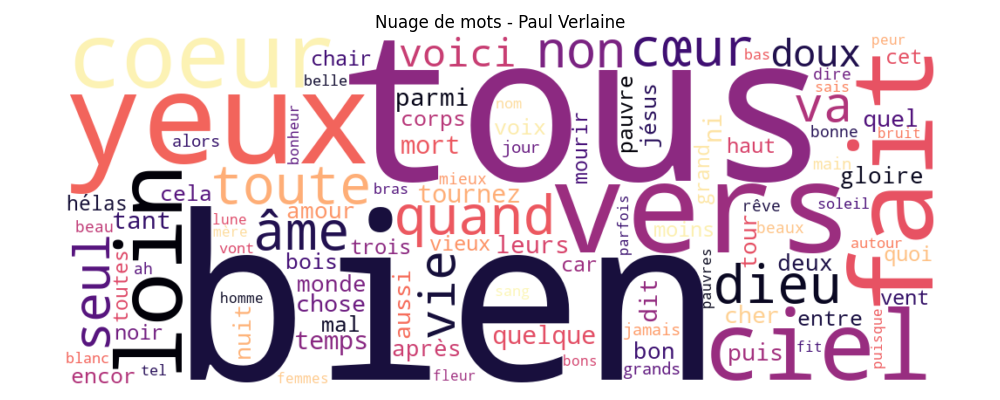 Nuage de mots - Paul Verlaine
coeur
chair
voici
non
cœur
bas
doux
peur
cet
belle
dire
sais
yeux
tous
fait
parmi
nom
va
corps
voix
pauvre
jésus
ni
quel
alors
bonheur
mort
jour
mourir
haut
bonne
bruit
main
gloire
loin
cela
toute
bras
mieux
tournez
vers
grand
soleil
hélas
tant
beau
lune
mère
amour
âme
quand
parfois
moins
rêve
beaux
tour
autour
quoi
seul
toutes
ah
vont
trois
vieux
leurs
bois
vie
car
pauvres
dieu
deux
vent
bien
homme
monde
chose
aussi
sang
dit
cher
entre
noir
nuit
mal
temps
quelque
jamais
après
bon
puis
ciel
fit
puisque
blanc
encor
tel
femmes
fleur
bons
grands